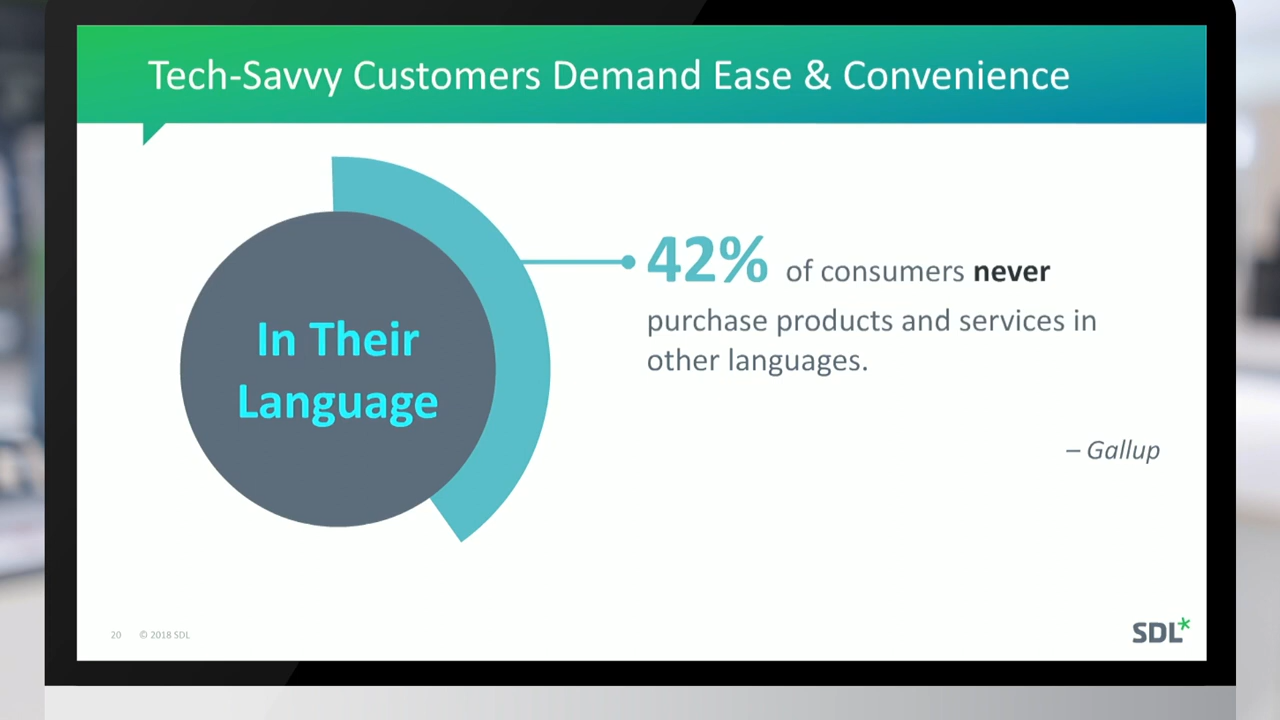 Tech-Savvy Customers Demand Ease & Convenience
In Their
Language
42% of consumers never
purchase products and services in
other languages.
– Gallup
20 © 2018 SDL
SDL*